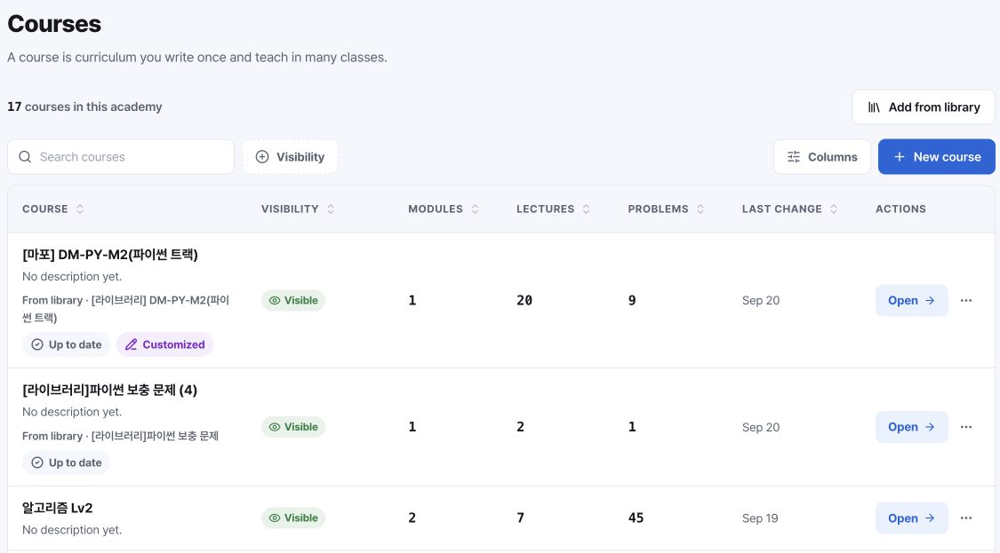 Courses
A course is curriculum you write once and teach in many classes.
17 courses in this academy
Add from library
Search courses
Visibility
Columns
New course
COURSE VISIBILITY MODULES LECTURES PROBLEMS LAST CHANGE ACTIONS
[마포] DM-PY-M2(파이썬 트랙)
No description yet.
From library · [라이브러리] DM-PY-M2(파이
썬 트랙)
Up to date Customized
Visible 1 20 9 Sep 20 Open
[라이브러리]파이썬 보충 문제 (4)
No description yet.
From library · [라이브러리]파이썬 보충 문제
Up to date
Visible 1 2 1 Sep 20 Open
알고리즘 Lv2
No description yet.
Visible 2 7 45 Sep 19 Open